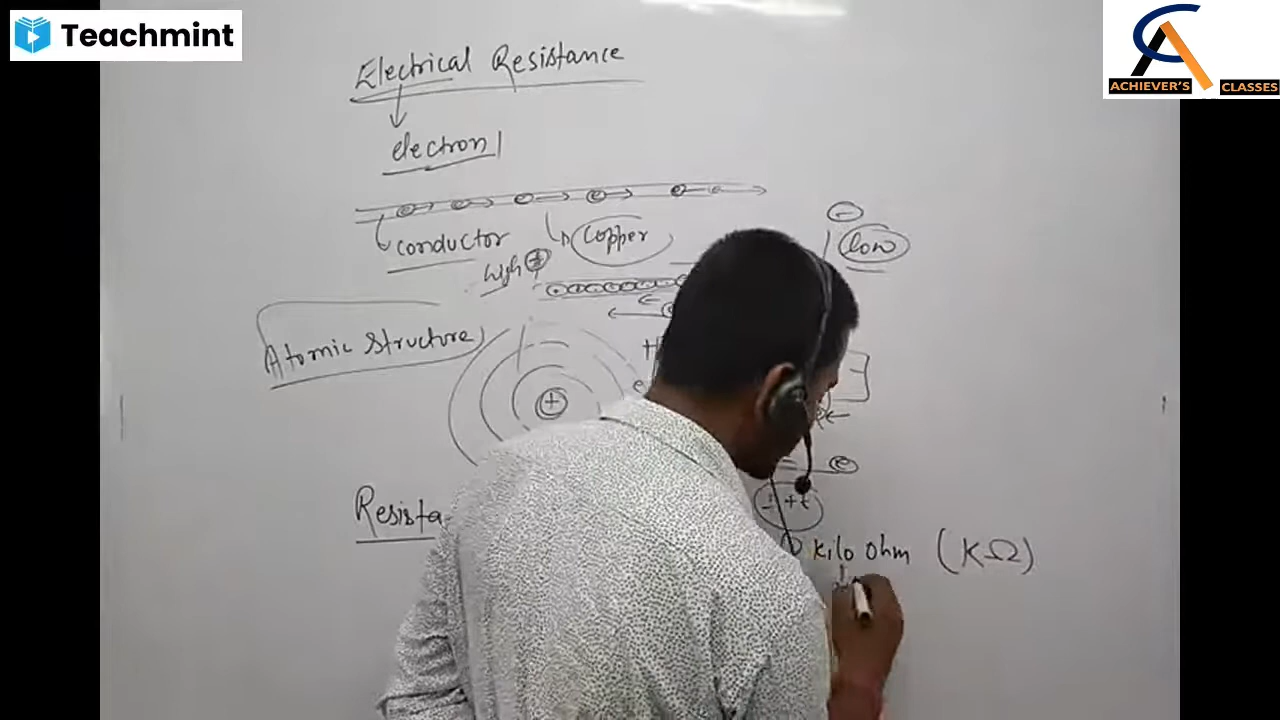 Teachmint
ACHIEVER'S CLASSES
Electrical Resistance
electron
conductor
Copper
low
high +
Atomic Structure
+
Resista
Kilo Ohm (KΩ)